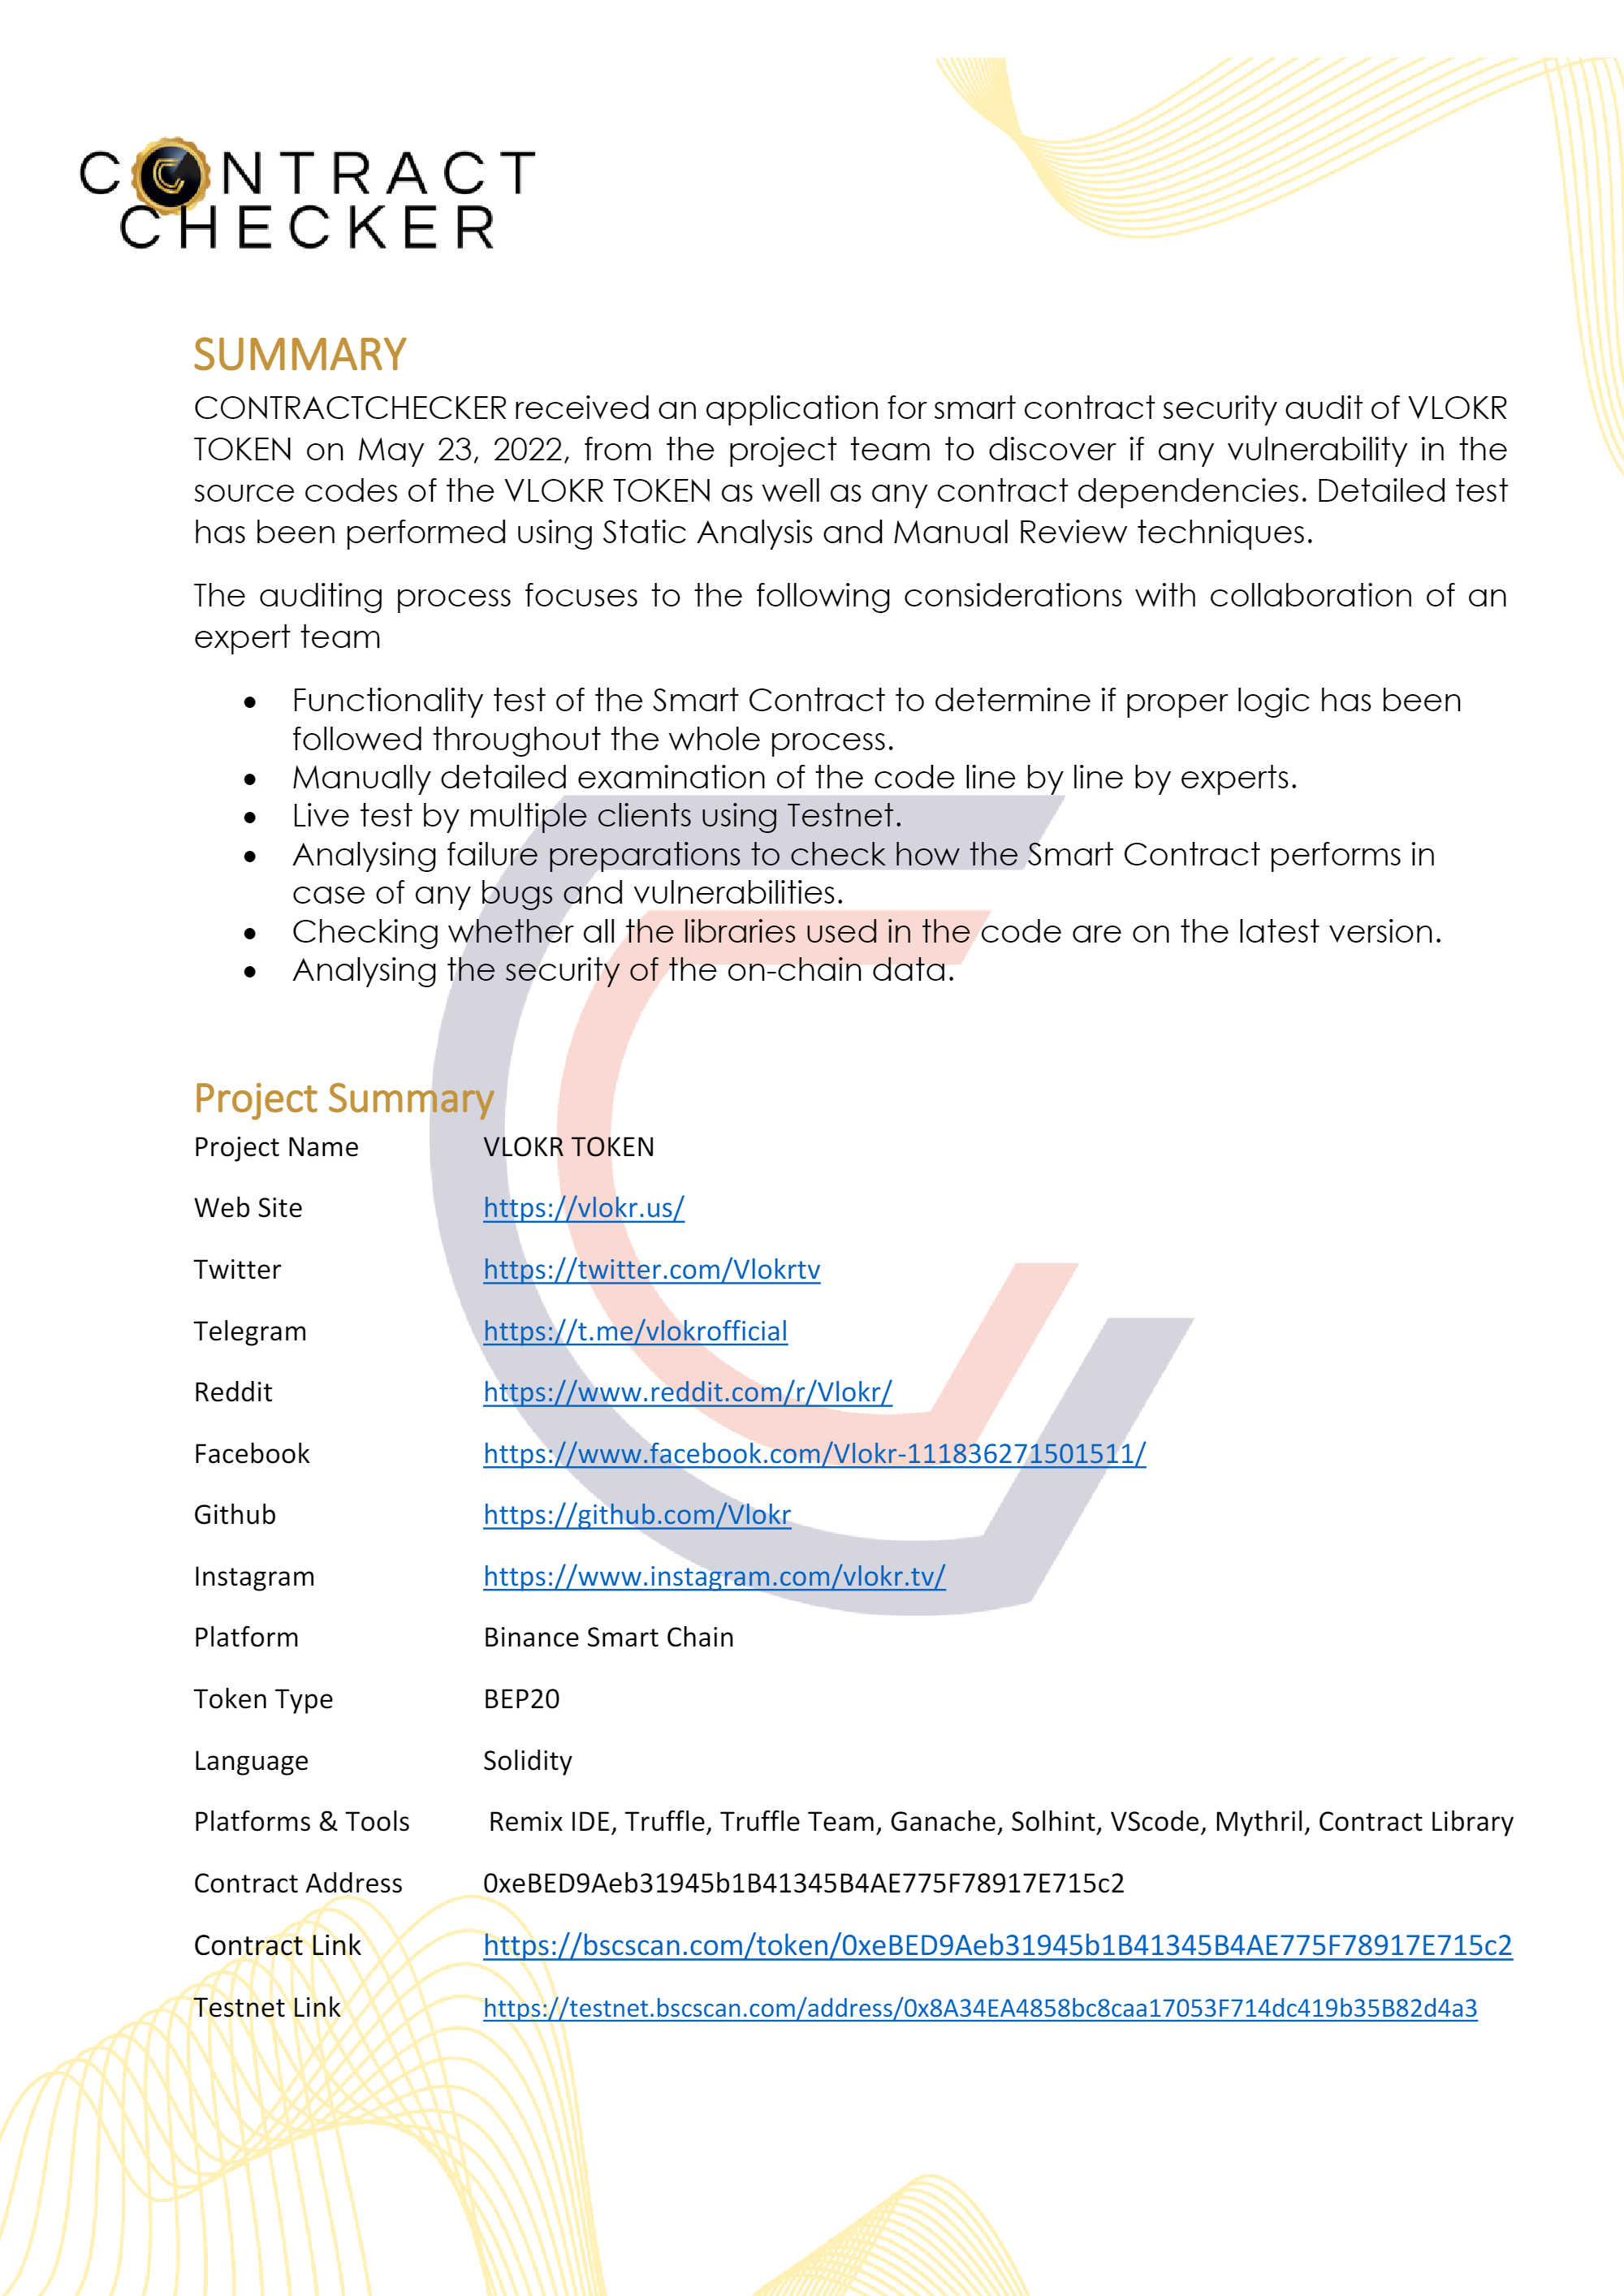 CONTRACT
CHECKER
SUMMARY
CONTRACTCHECKER received an application for smart contract security audit of VLOKR
TOKEN on May 23, 2022, from the project team to discover if any vulnerability in the
source codes of the VLOKR TOKEN as well as any contract dependencies. Detailed test
has been performed using Static Analysis and Manual Review techniques.
The auditing process focuses to the following considerations with collaboration of an
expert team
• Functionality test of the Smart Contract to determine if proper logic has been
followed throughout the whole process.
• Manually detailed examination of the code line by line by experts.
• Live test by multiple clients using Testnet.
• Analysing failure preparations to check how the Smart Contract performs in
case of any bugs and vulnerabilities.
• Checking whether all the libraries used in the code are on the latest version.
• Analysing the security of the on-chain data.
Project Summary
Project Name VLOKR TOKEN
Web Site https://vlokr.us/
Twitter https://twitter.com/Vlokrtv
Telegram https://t.me/vlokrofficial
Reddit https://www.reddit.com/r/Vlokr/
Facebook https://www.facebook.com/Vlokr-111836271501511/
Github https://github.com/Vlokr
Instagram https://www.instagram.com/vlokr.tv/
Platform Binance Smart Chain
Token Type BEP20
Language Solidity
Platforms & Tools Remix IDE, Truffle, Truffle Team, Ganache, Solhint, VScode, Mythril, Contract Library
Contract Address 0xeBED9Aeb31945b1B41345B4AE775F78917E715c2
Contract Link https://bscscan.com/token/0xeBED9Aeb31945b1B41345B4AE775F78917E715c2
Testnet Link https://testnet.bscscan.com/address/0x8A34EA4858bc8caa17053F714dc419b35B82d4a3